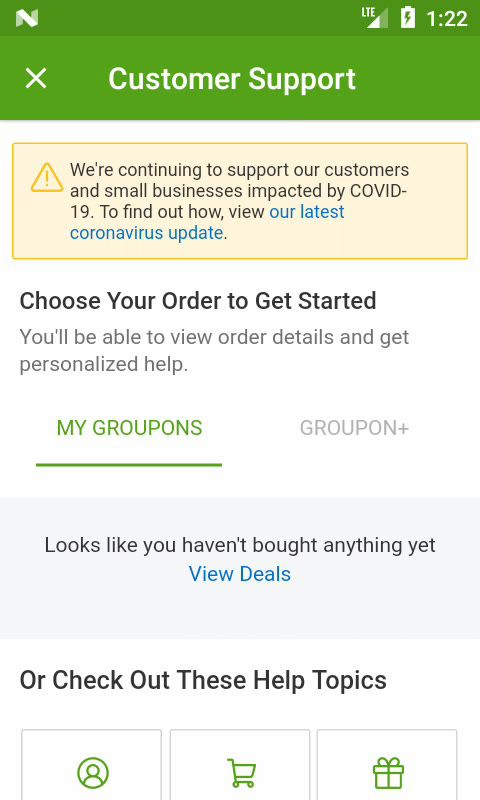 LTE 1:22
Customer Support
We're continuing to support our customers
and small businesses impacted by COVID-
19. To find out how, view our latest
coronavirus update.
Choose Your Order to Get Started
You'll be able to view order details and get
personalized help.
MY GROUPONS GROUPON+
Looks like you haven't bought anything yet
View Deals
Or Check Out These Help Topics